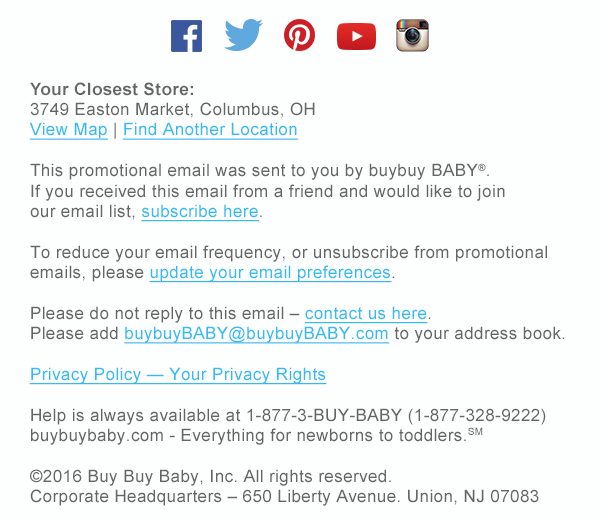 Your Closest Store:
3749 Easton Market, Columbus, OH
View Map | Find Another Location
This promotional email was sent to you by buybuy BABY®.
If you received this email from a friend and would like to join
our email list, subscribe here.
To reduce your email frequency, or unsubscribe from promotional
emails, please update your email preferences.
Please do not reply to this email – contact us here.
Please add buybuyBABY@buybuyBABY.com to your address book.
Privacy Policy — Your Privacy Rights
Help is always available at 1-877-3-BUY-BABY (1-877-328-9222)
buybuybaby.com - Everything for newborns to toddlers.℠
©2016 Buy Buy Baby, Inc. All rights reserved.
Corporate Headquarters – 650 Liberty Avenue. Union, NJ 07083